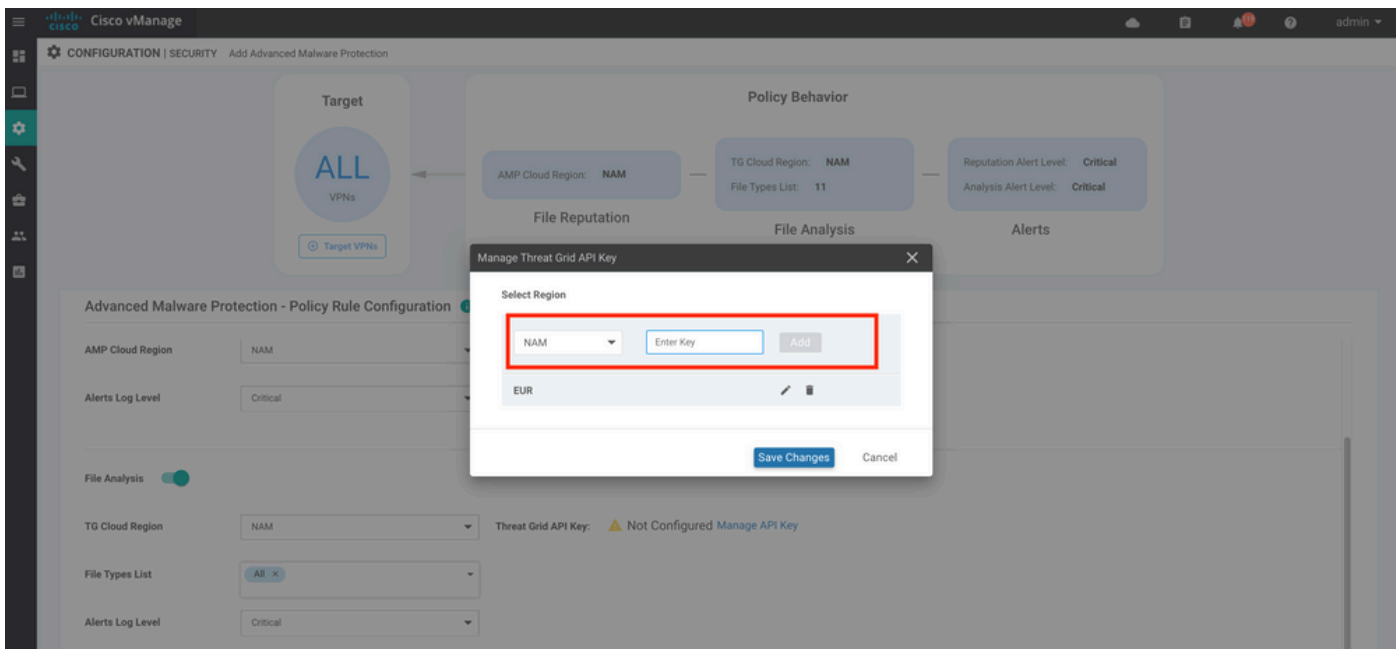 cisco Cisco vManage
admin
CONFIGURATION | SECURITY Add Advanced Malware Protection
Target
Policy Behavior
ALL
VPNs
Target VPNs
AMP Cloud Region: NAM
TG Cloud Region: NAM
File Types List: 11
Reputation Alert Level: Critical
Analysis Alert Level: Critical
File Reputation
File Analysis
Alerts
Manage Threat Grid API Key
Select Region
NAM Enter Key Add
EUR
Save Changes Cancel
Advanced Malware Protection - Policy Rule Configuration
AMP Cloud Region NAM
Alerts Log Level Critical
File Analysis
TG Cloud Region NAM Threat Grid API Key: Not Configured Manage API Key
File Types List All ×
Alerts Log Level Critical